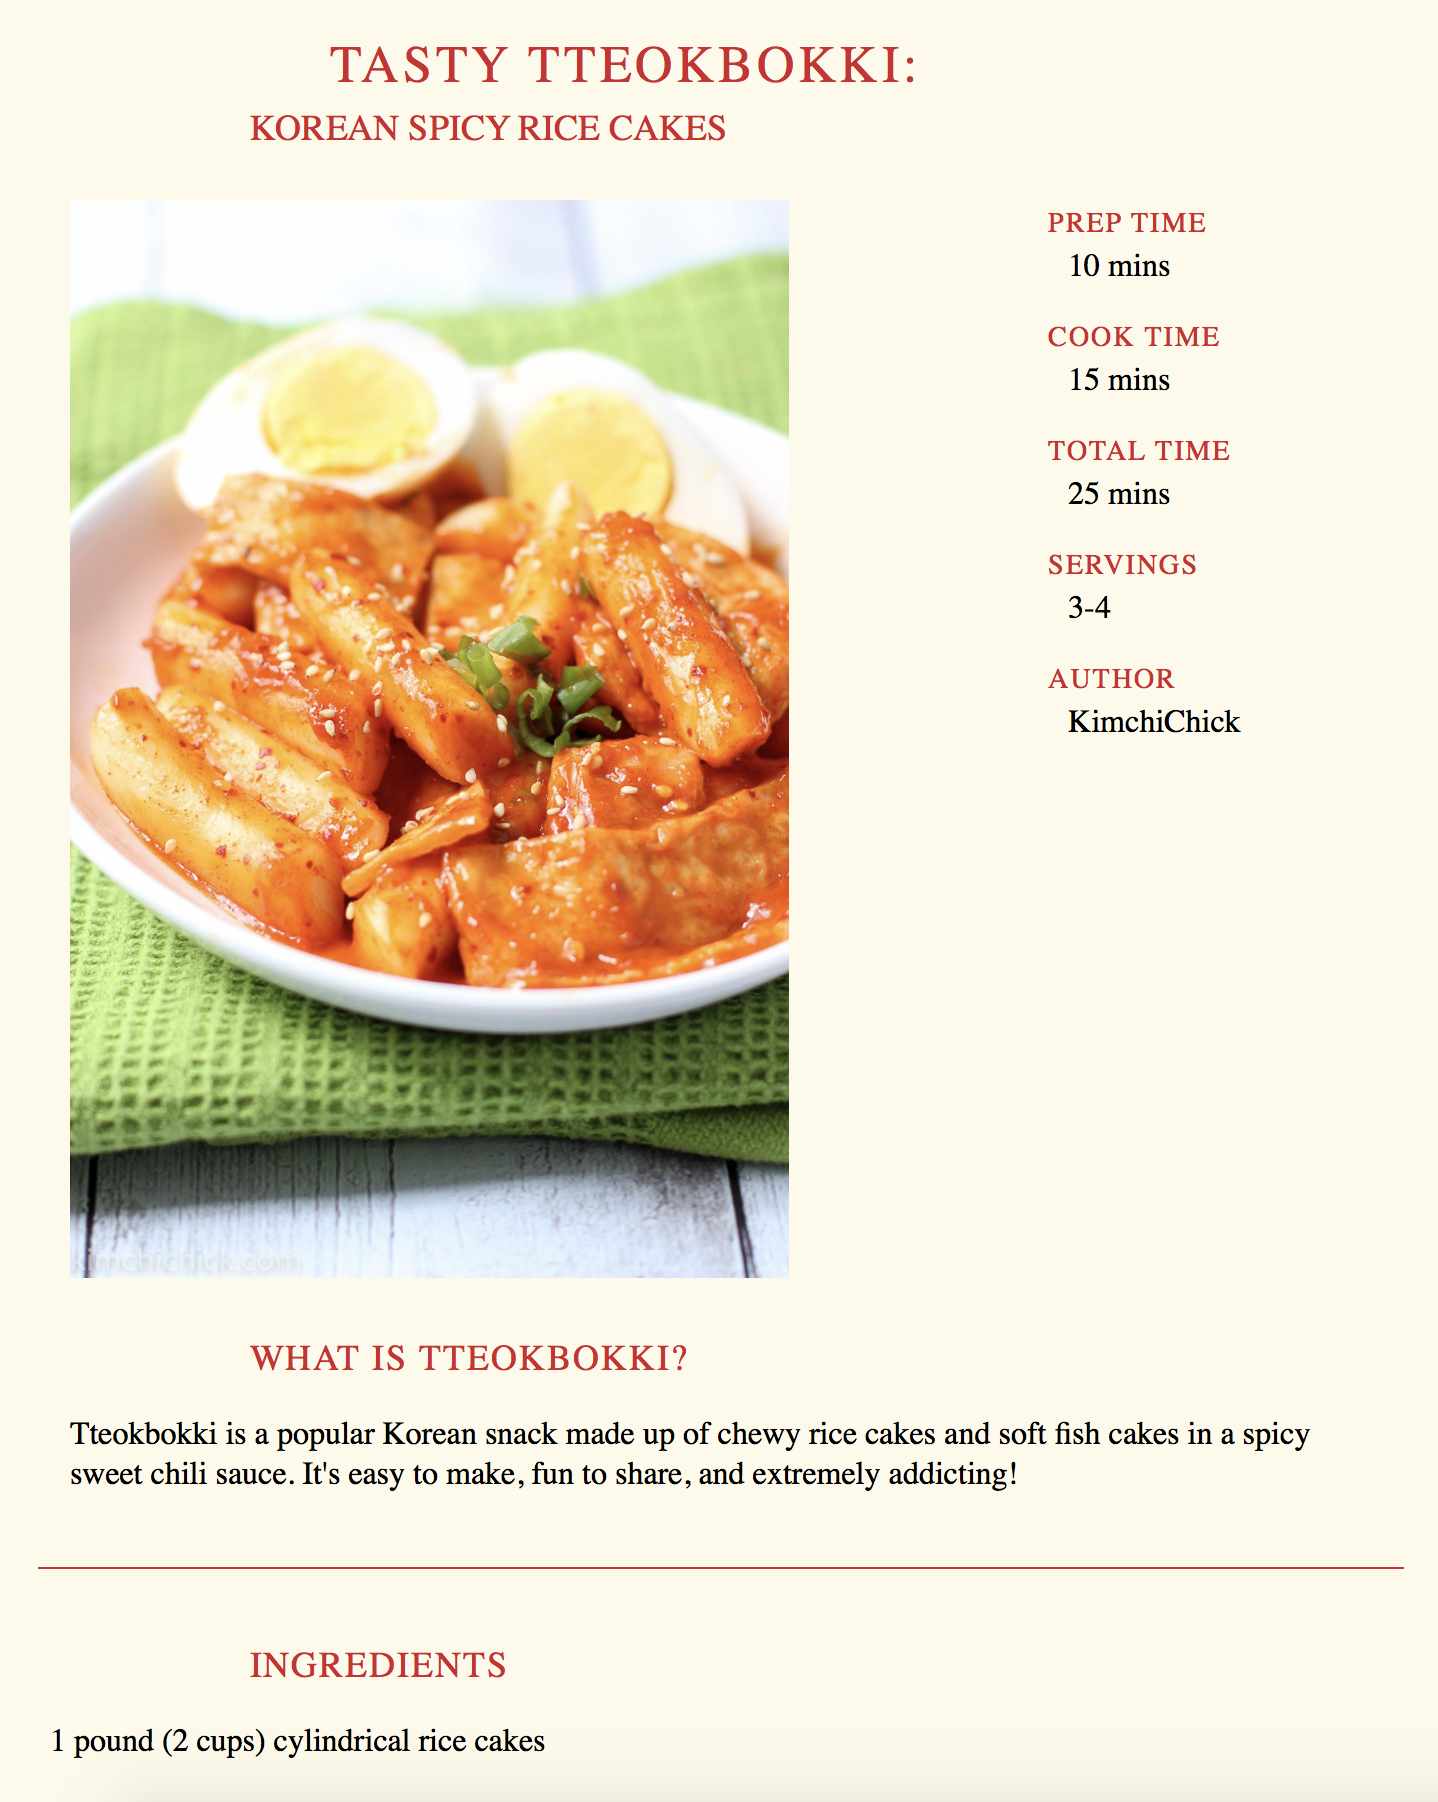 TASTY TTEOKBOKKI:
KOREAN SPICY RICE CAKES
PREP TIME
10 mins
COOK TIME
15 mins
TOTAL TIME
25 mins
SERVINGS
3-4
AUTHOR
KimchiChick
kimchichick.com
WHAT IS TTEOKBOKKI?
Tteokbokki is a popular Korean snack made up of chewy rice cakes and soft fish cakes in a spicy
sweet chili sauce. It's easy to make, fun to share, and extremely addicting!
INGREDIENTS
1 pound (2 cups) cylindrical rice cakes